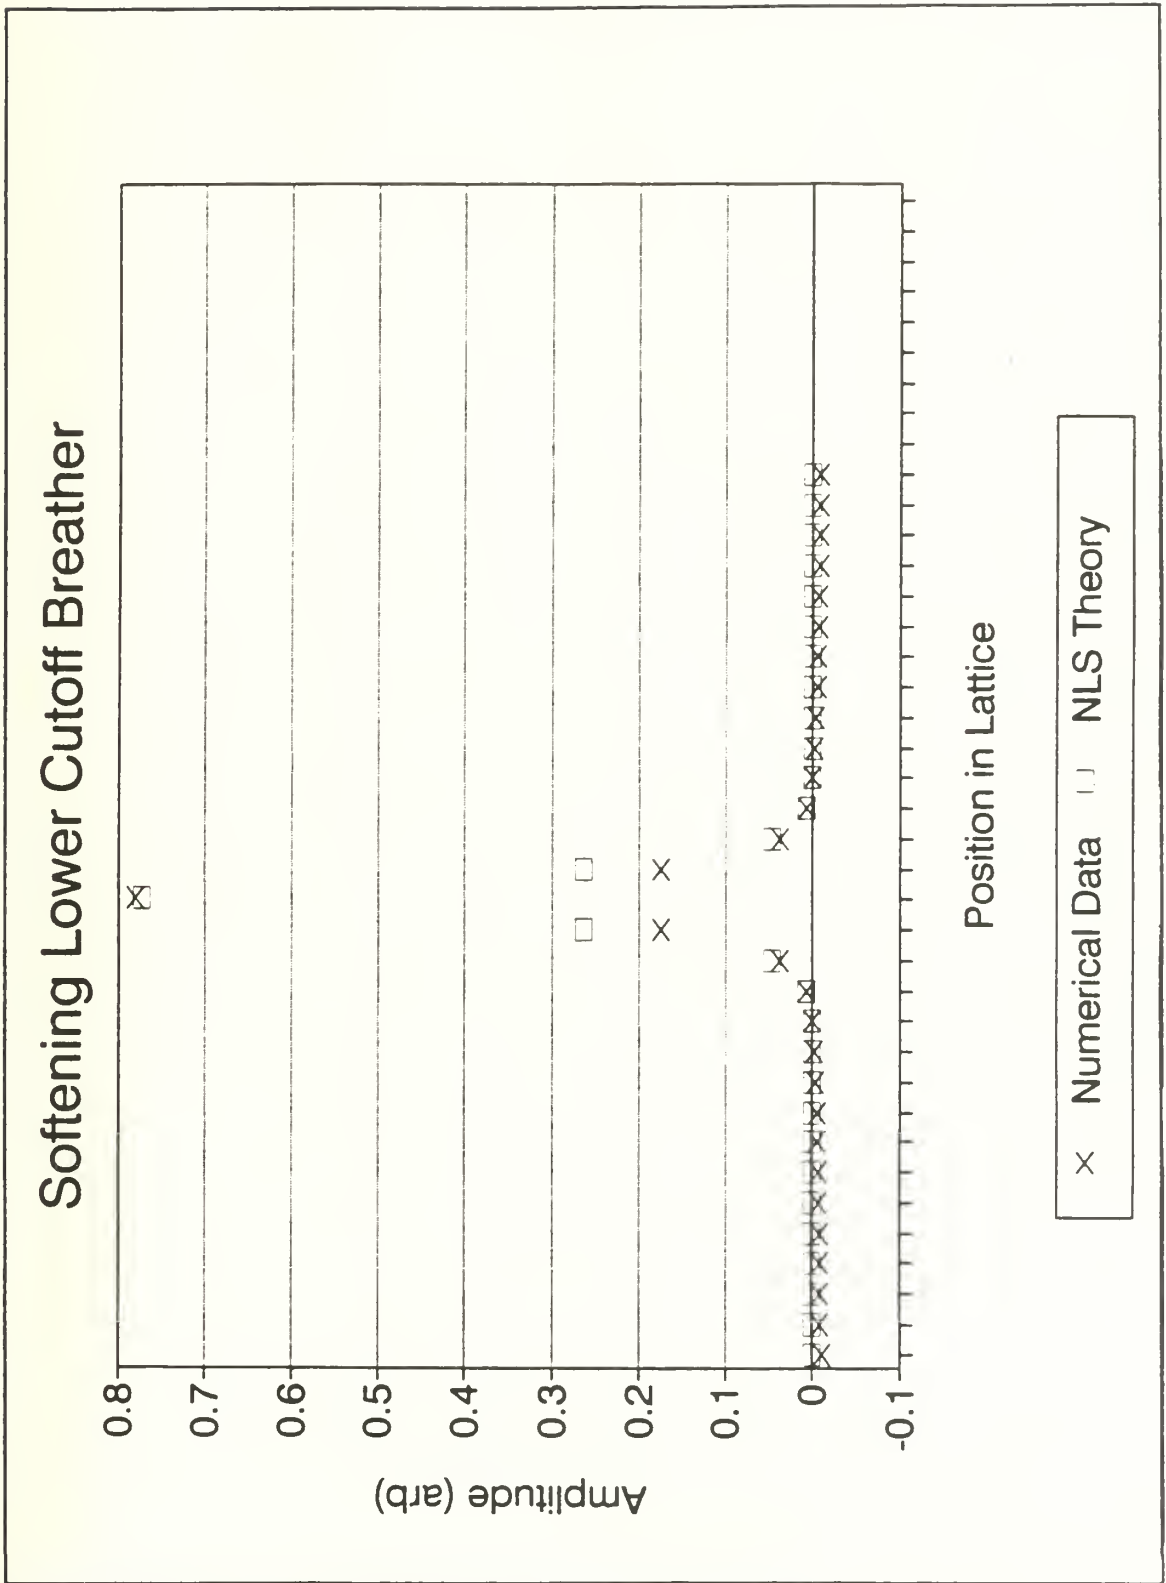 Softening Lower Cutoff Breather
Amplitude (arb)
0.8
0.7
0.6
0.5
0.4
0.3
0.2
0.1
0
-0.1
Position in Lattice
× Numerical Data □ NLS Theory